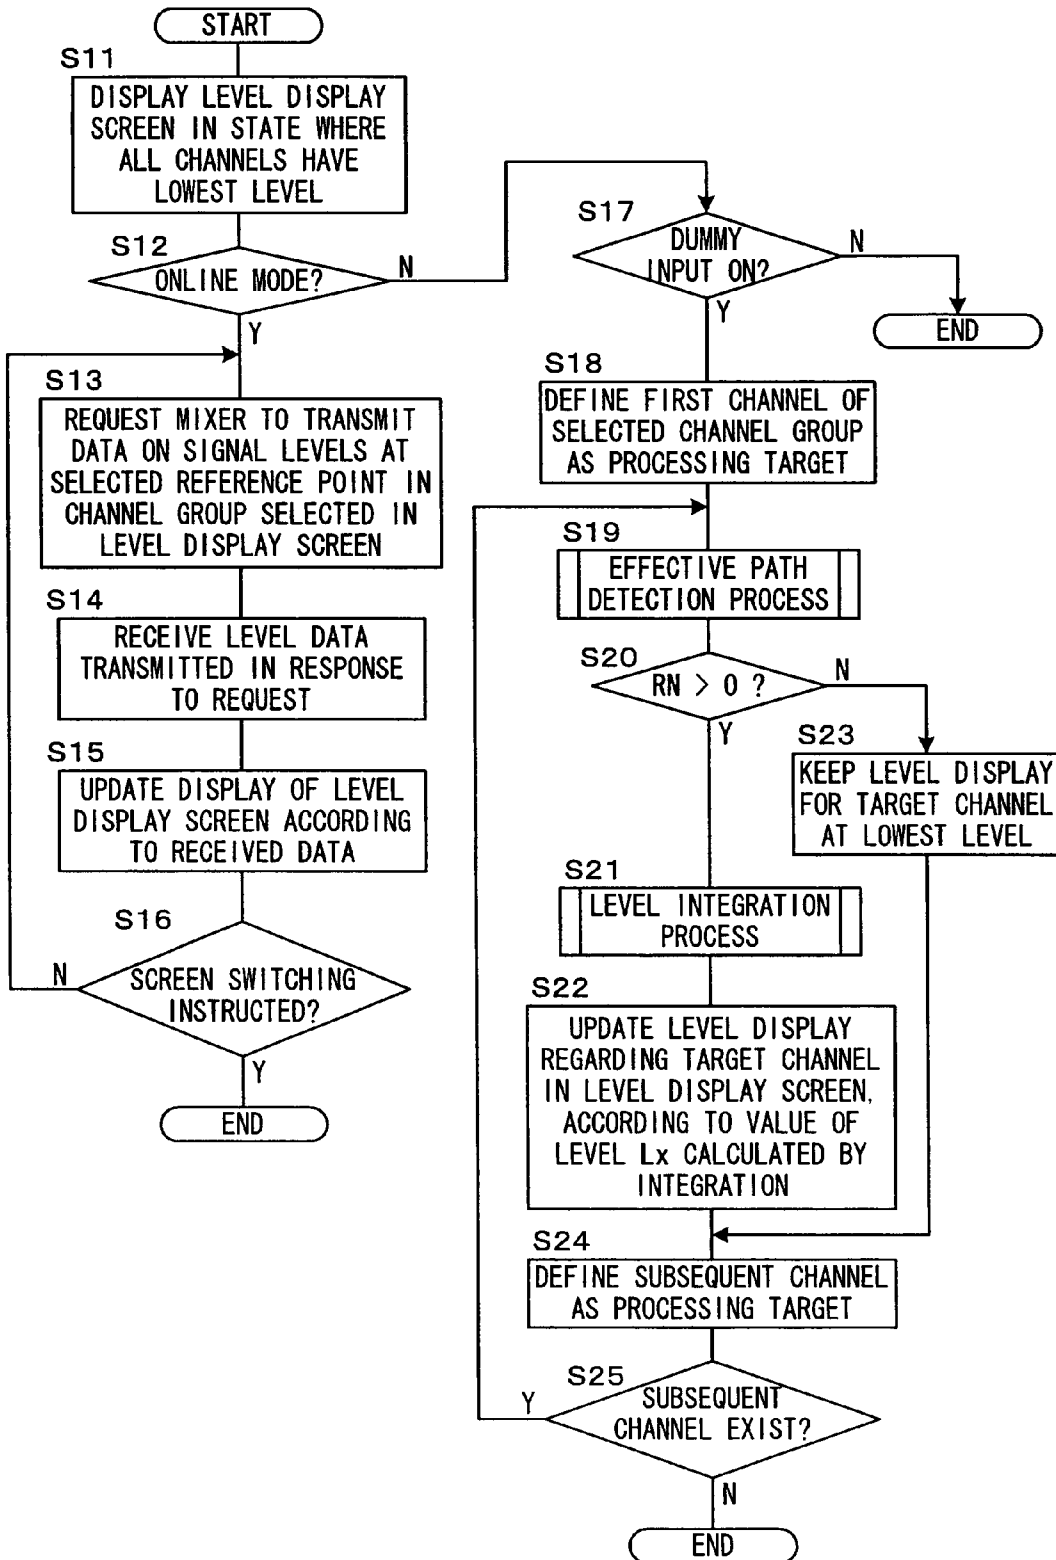 START
S11
DISPLAY LEVEL DISPLAY
SCREEN IN STATE WHERE
ALL CHANNELS HAVE
LOWEST LEVEL
S12
ONLINE MODE?
N
Y
S13
REQUEST MIXER TO TRANSMIT
DATA ON SIGNAL LEVELS AT
SELECTED REFERENCE POINT IN
CHANNEL GROUP SELECTED IN
LEVEL DISPLAY SCREEN
S14
RECEIVE LEVEL DATA
TRANSMITTED IN RESPONSE
TO REQUEST
S15
UPDATE DISPLAY OF LEVEL
DISPLAY SCREEN ACCORDING
TO RECEIVED DATA
S16
N
SCREEN SWITCHING
INSTRUCTED?
Y
END
S17
DUMMY
INPUT ON?
N
Y
END
S18
DEFINE FIRST CHANNEL OF
SELECTED CHANNEL GROUP
AS PROCESSING TARGET
S19
EFFECTIVE PATH
DETECTION PROCESS
S20
RN > 0 ?
N
Y
S23
KEEP LEVEL DISPLAY
FOR TARGET CHANNEL
AT LOWEST LEVEL
S21
LEVEL INTEGRATION
PROCESS
S22
UPDATE LEVEL DISPLAY
REGARDING TARGET CHANNEL
IN LEVEL DISPLAY SCREEN,
ACCORDING TO VALUE OF
LEVEL Lx CALCULATED BY
INTEGRATION
S24
DEFINE SUBSEQUENT CHANNEL
AS PROCESSING TARGET
S25
Y
SUBSEQUENT
CHANNEL EXIST?
N
END